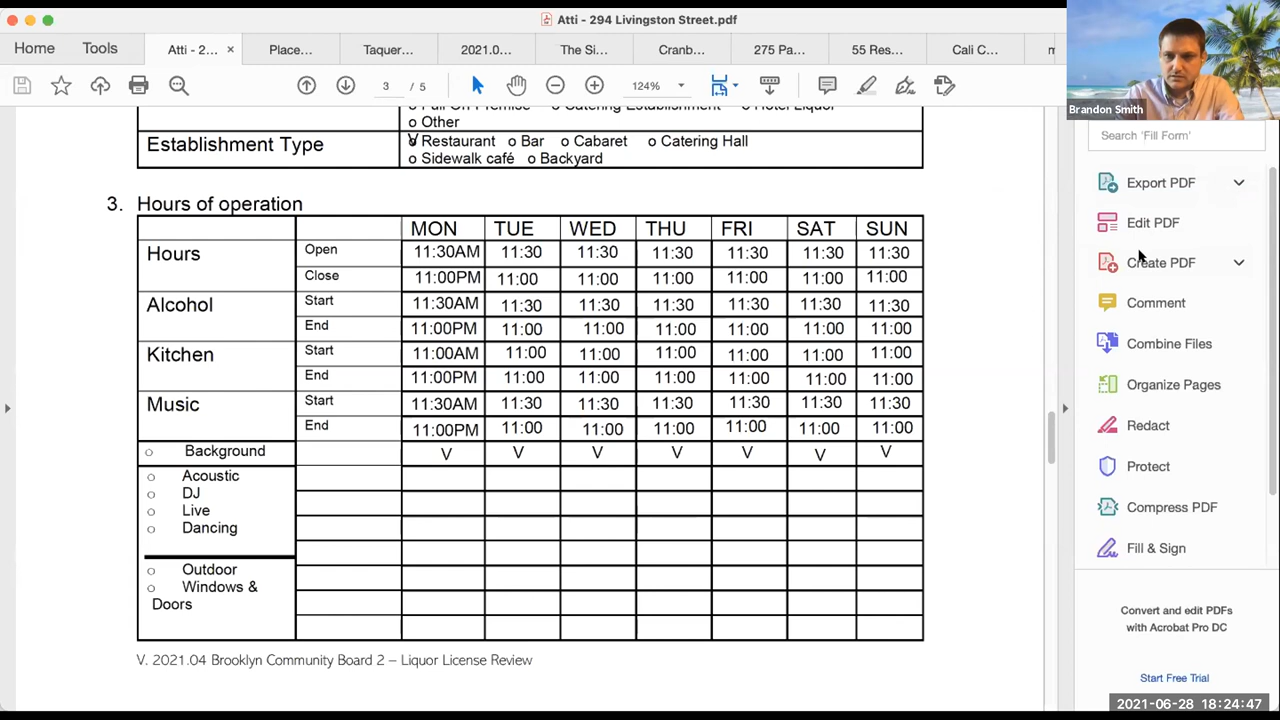 Atti - 294 Livingston Street.pdf
Home Tools Atti - 2... × Place... Taquer... 2021.0... The Si... Cranb... 275 Pa... 55 Res... Cali C...
3 / 5 124%
Brandon Smith
o Full On Premise o Catering Establishment o Hotel Liquor
o Other
Establishment Type
V Restaurant o Bar o Cabaret o Catering Hall
o Sidewalk café o Backyard
3. Hours of operation
MON TUE WED THU FRI SAT SUN
Hours Open 11:30AM 11:30 11:30 11:30 11:30 11:30 11:30
Close 11:00PM 11:00 11:00 11:00 11:00 11:00 11:00
Alcohol Start 11:30AM 11:30 11:30 11:30 11:30 11:30 11:30
End 11:00PM 11:00 11:00 11:00 11:00 11:00 11:00
Kitchen Start 11:00AM 11:00 11:00 11:00 11:00 11:00 11:00
End 11:00PM 11:00 11:00 11:00 11:00 11:00 11:00
Music Start 11:30AM 11:30 11:30 11:30 11:30 11:30 11:30
End 11:00PM 11:00 11:00 11:00 11:00 11:00 11:00
o Background V V V V V V V
o Acoustic
o DJ
o Live
o Dancing
o Outdoor
o Windows &
Doors
V. 2021.04 Brooklyn Community Board 2 – Liquor License Review
Search 'Fill Form'
Export PDF
Edit PDF
Create PDF
Comment
Combine Files
Organize Pages
Redact
Protect
Compress PDF
Fill & Sign
Convert and edit PDFs
with Acrobat Pro DC
Start Free Trial
2021-06-28 18:24:47